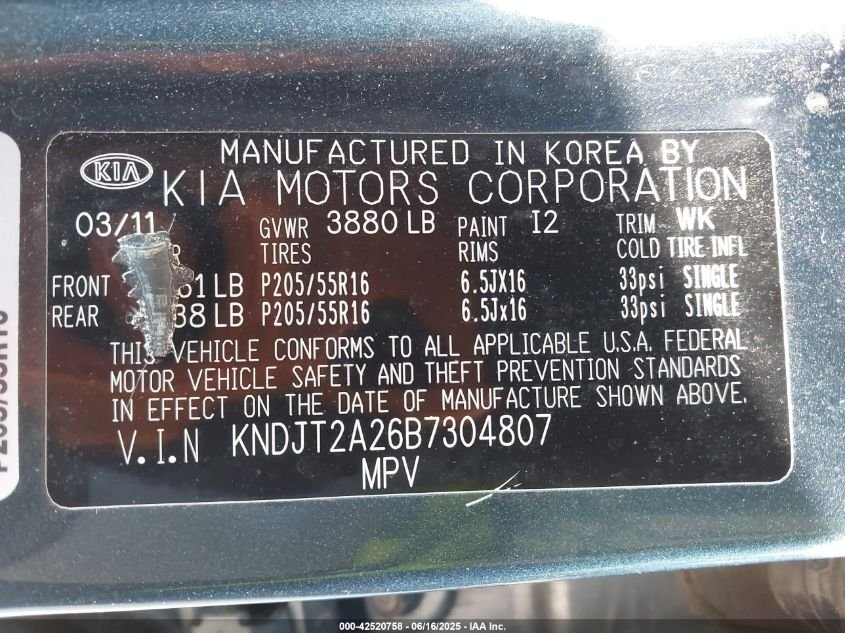 KIA
MANUFACTURED IN KOREA BY
KIA MOTORS CORPORATION
03/11 GVWR 3880 LB PAINT I2 TRIM WK
TIRES RIMS COLD TIRE INFL
FRONT LB P205/55R16 6.5JX16 33psi SINGLE
REAR LB P205/55R16 6.5Jx16 33psi SINGLE
THIS VEHICLE CONFORMS TO ALL APPLICABLE U.S.A. FEDERAL
MOTOR VEHICLE SAFETY AND THEFT PREVENTION STANDARDS
IN EFFECT ON THE DATE OF MANUFACTURE SHOWN ABOVE.
V.I.N KNDJT2A26B7304807
MPV
000-42520758 - 06/16/2025 - IAA Inc.